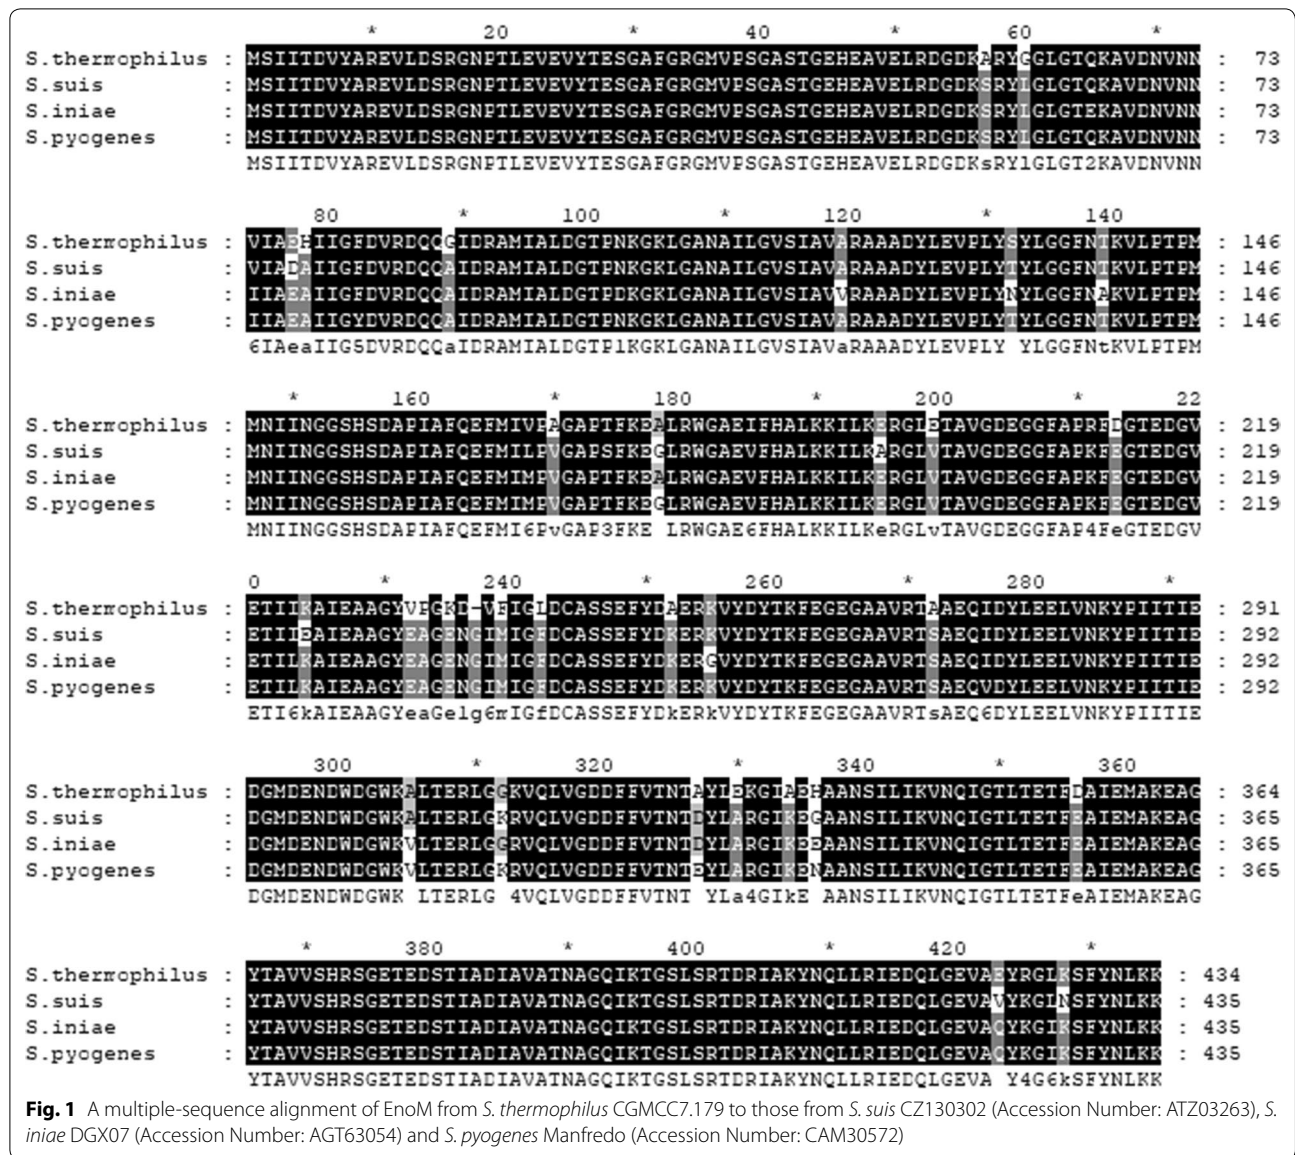 * 20 * 40 * 60 *
S.thermophilus : MSIITDVYAREVLDSRGNPTLEVEVYTESGAFGRGMVPSGASTGEHEAVELRDGDKARYGGLGTQKAVDNVNN : 73
S.suis : MSIITDVYAREVLDSRGNPTLEVEVYTESGAFGRGMVPSGASTGEHEAVELRDGDKSRYLGLGTQKAVDNVNN : 73
S.iniae : MSIITDVYAREVLDSRGNPTLEVEVYTESGAFGRGMVPSGASTGEHEAVELRDGDKSRYLGLGTEKAVDNVNN : 73
S.pyogenes : MSIITDVYAREVLDSRGNPTLEVEVYTESGAFGRGMVPSGASTGEHEAVELRDGDKSRYLGLGTQKAVDNVNN : 73
MSIITDVYAREVLDSRGNPTLEVEVYTESGAFGRGMVPSGASTGEHEAVELRDGDKsRYlGLGT2KAVDNVNN
80 * 100 * 120 * 140
S.thermophilus : VIAEHIIGFDVRDQQGIDRAMIALDGTPNKGKLGANAILGVSIAVARAAADYLEVPLYSYLGGFNTKVLPTPM : 146
S.suis : VIADAIIGFDVRDQQAIDRAMIALDGTPNKGKLGANAILGVSIAVARAAADYLEVPLYTYLGGFNTKVLPTPM : 146
S.iniae : IIAEAIIGFDVRDQQAIDRAMIALDGTPDKGKLGANAILGVSIAVVRAAADYLEVPLYNYLGGFNAKVLPTPM : 146
S.pyogenes : IIAEAIIGYDVRDQQAIDRAMIALDGTPNKGKLGANAILGVSIAVARAAADYLEVPLYTYLGGFNTKVLPTPM : 146
6IAeaIIG5DVRDQQaIDRAMIALDGTP1KGKLGANAILGVSIAVaRAAADYLEVPLY YLGGFNtKVLPTPM
* 160 * 180 * 200 * 22
S.thermophilus : MNIINGGSHSDAPIAFQEFMIVPAGAPTFKEALRWGAEIFHALKKILKERGLETAVGDEGGFAPRFDGTEDGV : 219
S.suis : MNIINGGSHSDAPIAFQEFMILPVGAPSFKEGLRWGAEVFHALKKILKARGLVTAVGDEGGFAPKFEGTEDGV : 219
S.iniae : MNIINGGSHSDAPIAFQEFMIMPVGAPTFKEALRWGAEVFHALKKILKERGLVTAVGDEGGFAPKFEGTEDGV : 219
S.pyogenes : MNIINGGSHSDAPIAFQEFMIMPVGAPTFKEGLRWGAEVFHALKKILKERGLVTAVGDEGGFAPKFEGTEDGV : 219
MNIINGGSHSDAPIAFQEFMI6PvGAP3FKE LRWGAE6FHALKKILKeRGLvTAVGDEGGFAP4FeGTEDGV
0 * 240 * 260 * 280 *
S.thermophilus : ETIIKAIEAAGYVPGKD-VFIGLDCASSEFYDAERKVYDYTKFEGEGAAVRTAAEQIDYLEELVNKYPIITIE : 291
S.suis : ETIIEAIEAAGYEAGENGIMIGFDCASSEFYDKERKVYDYTKFEGEGAAVRTSAEQIDYLEELVNKYPIITIE : 292
S.iniae : ETILKAIEAAGYEAGENGIMIGFDCASSEFYDKERGVYDYTKFEGEGAAVRTSAEQIDYLEELVNKYPIITIE : 292
S.pyogenes : ETILKAIEAAGYEAGENGIMIGFDCASSEFYDKERKVYDYTKFEGEGAAVRTSAEQVDYLEELVNKYPIITIE : 292
ETI6kAIEAAGYeaGe1g6mIGfDCASSEFYDkERkVYDYTKFEGEGAAVRTsAEQ6DYLEELVNKYPIITIE
300 * 320 * 340 * 360
S.thermophilus : DGMDENDWDGWKALTERLGGKVQLVGDDFFVTNTAYLEKGIAEHAANSILIKVNQIGTLTETFDAIEMAKEAG : 364
S.suis : DGMDENDWDGWKALTERLGKRVQLVGDDFFVTNTDYLARGIKEGAANSILIKVNQIGTLTETFEAIEMAKEAG : 365
S.iniae : DGMDENDWDGWKVLTERLGGRVQLVGDDFFVTNTDYLARGIKEEAANSILIKVNQIGTLTETFEAIEMAKEAG : 365
S.pyogenes : DGMDENDWDGWKVLTERLGKRVQLVGDDFFVTNTEYLARGIKENAANSILIKVNQIGTLTETFEAIEMAKEAG : 365
DGMDENDWDGWK LTERLG 4VQLVGDDFFVTNT YLa4GIkE AANSILIKVNQIGTLTETFeAIEMAKEAG
* 380 * 400 * 420 *
S.thermophilus : YTAVVSHRSGETEDSTIADIAVATNAGQIKTGSLSRTDRIAKYNQLLRIEDQLGEVAEYRGLKSFYNLKK : 434
S.suis : YTAVVSHRSGETEDSTIADIAVATNAGQIKTGSLSRTDRIAKYNQLLRIEDQLGEVAVYKGLNSFYNLKK : 435
S.iniae : YTAVVSHRSGETEDSTIADIAVATNAGQIKTGSLSRTDRIAKYNQLLRIEDQLGEVAQYKGIKSFYNLKK : 435
S.pyogenes : YTAVVSHRSGETEDSTIADIAVATNAGQIKTGSLSRTDRIAKYNQLLRIEDQLGEVAQYKGIKSFYNLKK : 435
YTAVVSHRSGETEDSTIADIAVATNAGQIKTGSLSRTDRIAKYNQLLRIEDQLGEVA Y4G6kSFYNLKK
Fig. 1 A multiple-sequence alignment of EnoM from S. thermophilus CGMCC7.179 to those from S. suis CZ130302 (Accession Number: ATZ03263), S.
iniae DGX07 (Accession Number: AGT63054) and S. pyogenes Manfredo (Accession Number: CAM30572)